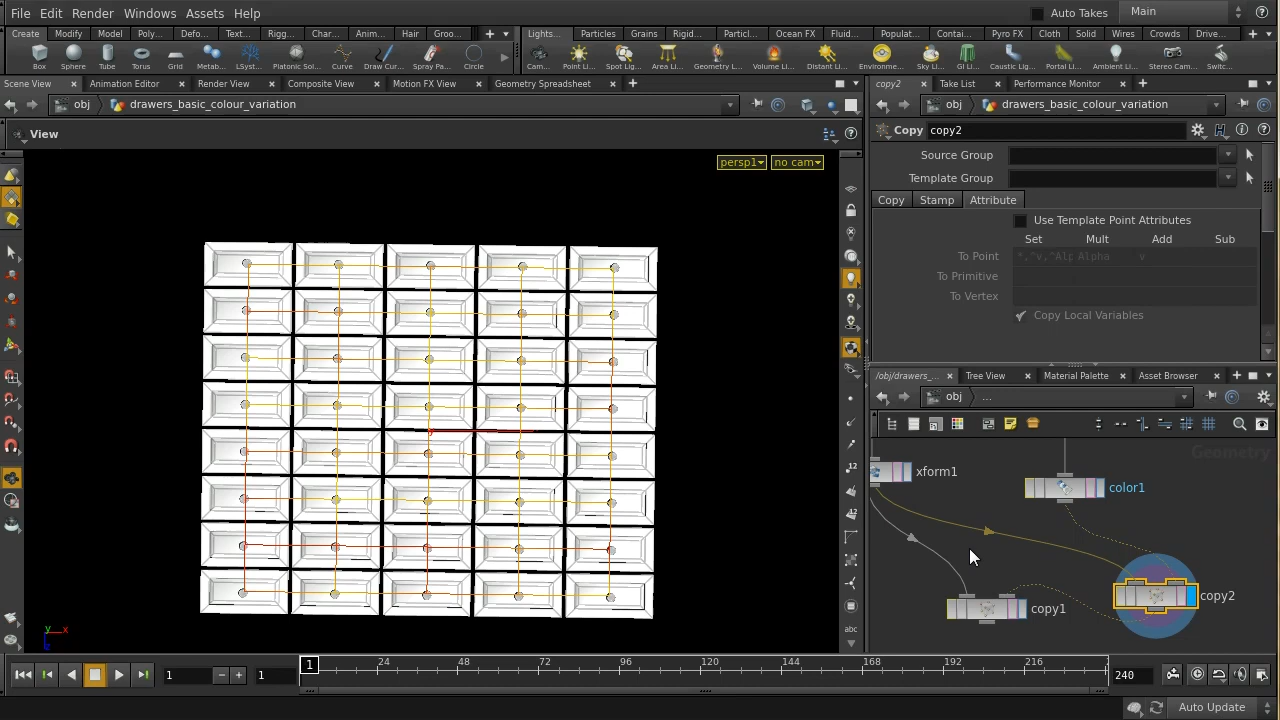 File Edit Render Windows Assets Help Auto Takes Main
Create Modify Model Poly... Defo... Text... Rigg... Char... Anim... Hair Groo... Lights... Particles Grains Rigid... Particl... Ocean FX Fluid... Populat... Contai... Pyro FX Cloth Solid Wires Crowds Drive...
Box Sphere Tube Torus Grid Metab... LSyst... Platonic Sol... Curve Draw Cur... Spray Pa... Circle Cam... Point Li... Spot Lig... Area Li... Geometry L... Volume Li... Distant Li... Environme... Sky Li... GI Li... Caustic Lig... Portal Li... Ambient Li... Stereo Cam... Switc...
Scene View Animation Editor Render View Composite View Motion FX View Geometry Spreadsheet copy2 Take List Performance Monitor
obj drawers_basic_colour_variation obj drawers_basic_colour_variation
View Copy copy2
persp1 no cam
Source Group
Template Group
Copy Stamp Attribute
Use Template Point Attributes
Set Mult Add Sub
To Point Alpha v
To Primitive
To Vertex
Copy Local Variables
/obj/drawers_... Tree View Material Palette Asset Browser
obj ...
Geometry
xform1 color1
copy1 copy2
y x
z
abc
1 1 1 24 48 72 96 120 144 168 192 216 240
Auto Update